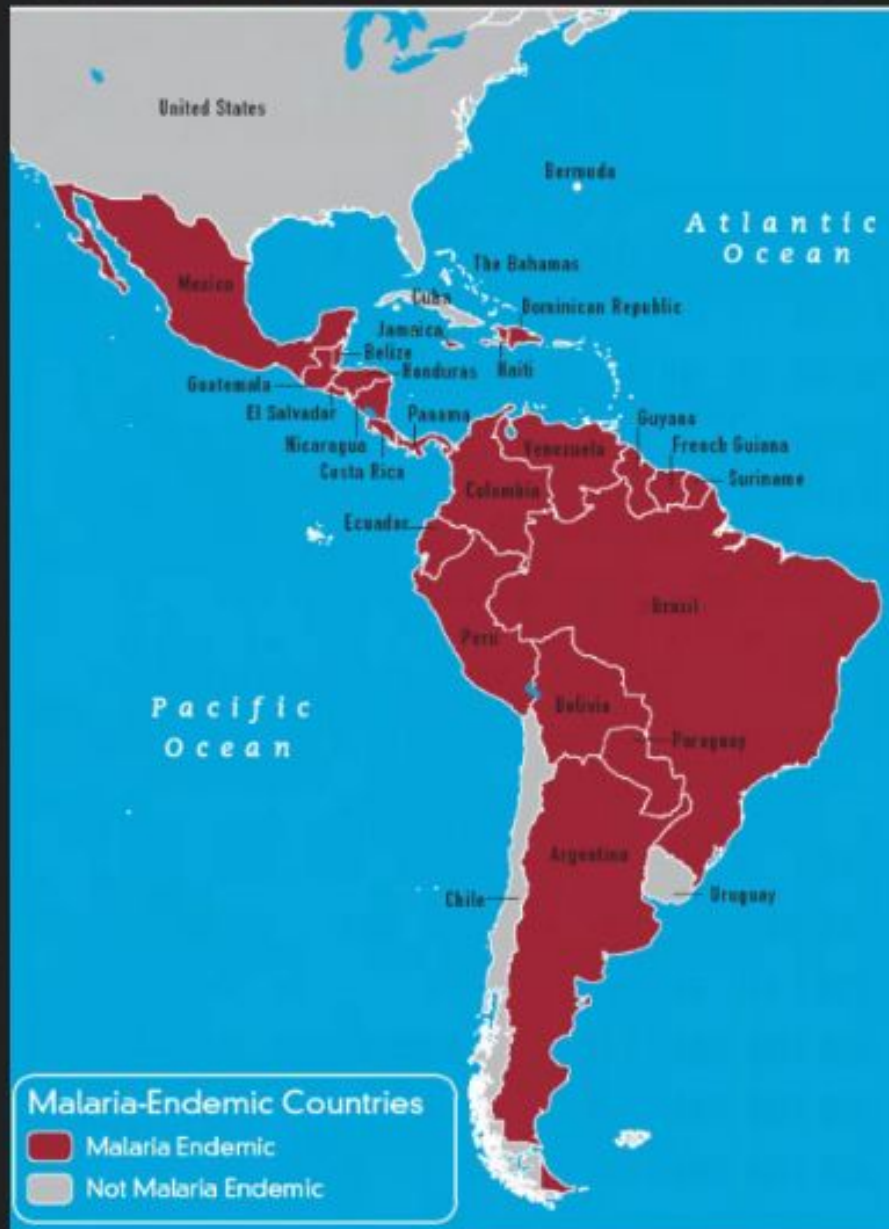 United States
Bermuda
Atlantic
Ocean
The Bahamas
Mexico
Cuba
Dominican Republic
Jamaica
Belize
Haiti
Honduras
Guatemala
El Salvador
Panama
Nicaragua
Costa Rica
Guyana
Venezuela
French Guiana
Suriname
Colombia
Ecuador
Brasil
Perú
Bolivia
Pacific
Ocean
Paraguay
Argentina
Chile
Uruguay
Malaria-Endemic Countries
Malaria Endemic
Not Malaria Endemic